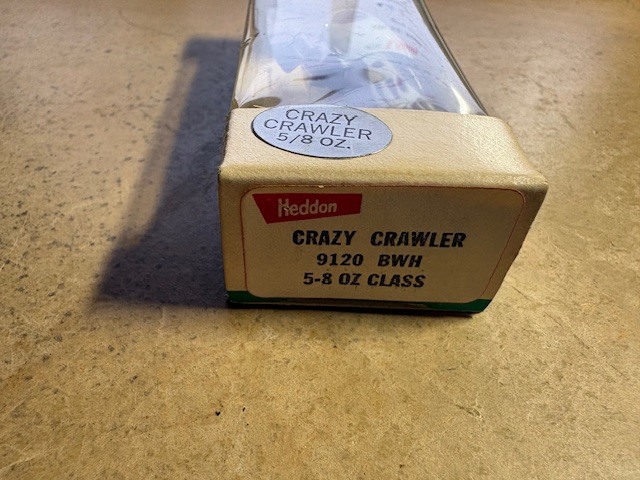 CRAZY
CRAWLER
5/8 OZ.
Heddon
CRAZY CRAWLER
9120 BWH
5-8 OZ CLASS